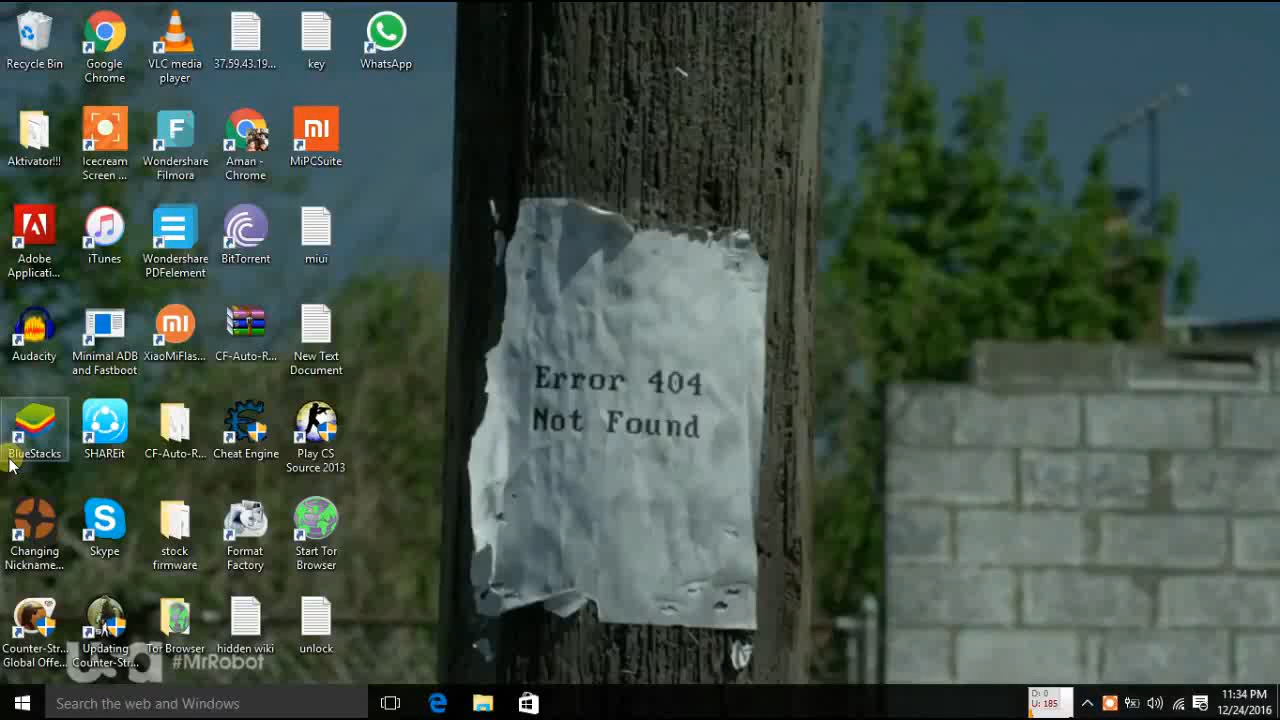 Recycle Bin
Google
Chrome
VLC media
player
37.59.43.19...
key
WhatsApp
Aktivator!!!
Icecream
Screen ...
Wondershare
Filmora
Aman -
Chrome
MiPCSuite
Adobe
Applicati...
iTunes
Wondershare
PDFelement
BitTorrent
miui
Audacity
Minimal ADB
and Fastboot
XiaoMiFlas...
CF-Auto-R...
New Text
Document
BlueStacks
SHAREit
CF-Auto-R...
Cheat Engine
Play CS
Source 2013
Changing
Nickname...
Skype
stock
firmware
Format
Factory
Start Tor
Browser
Counter-Str...
Global Offe...
Updating
Counter-Str...
Tor Browser
hidden wiki
unlock
Error 404
Not Found
usa
#MrRobot
Search the web and Windows
D: 0
U: 185
11:34 PM
12/24/2016